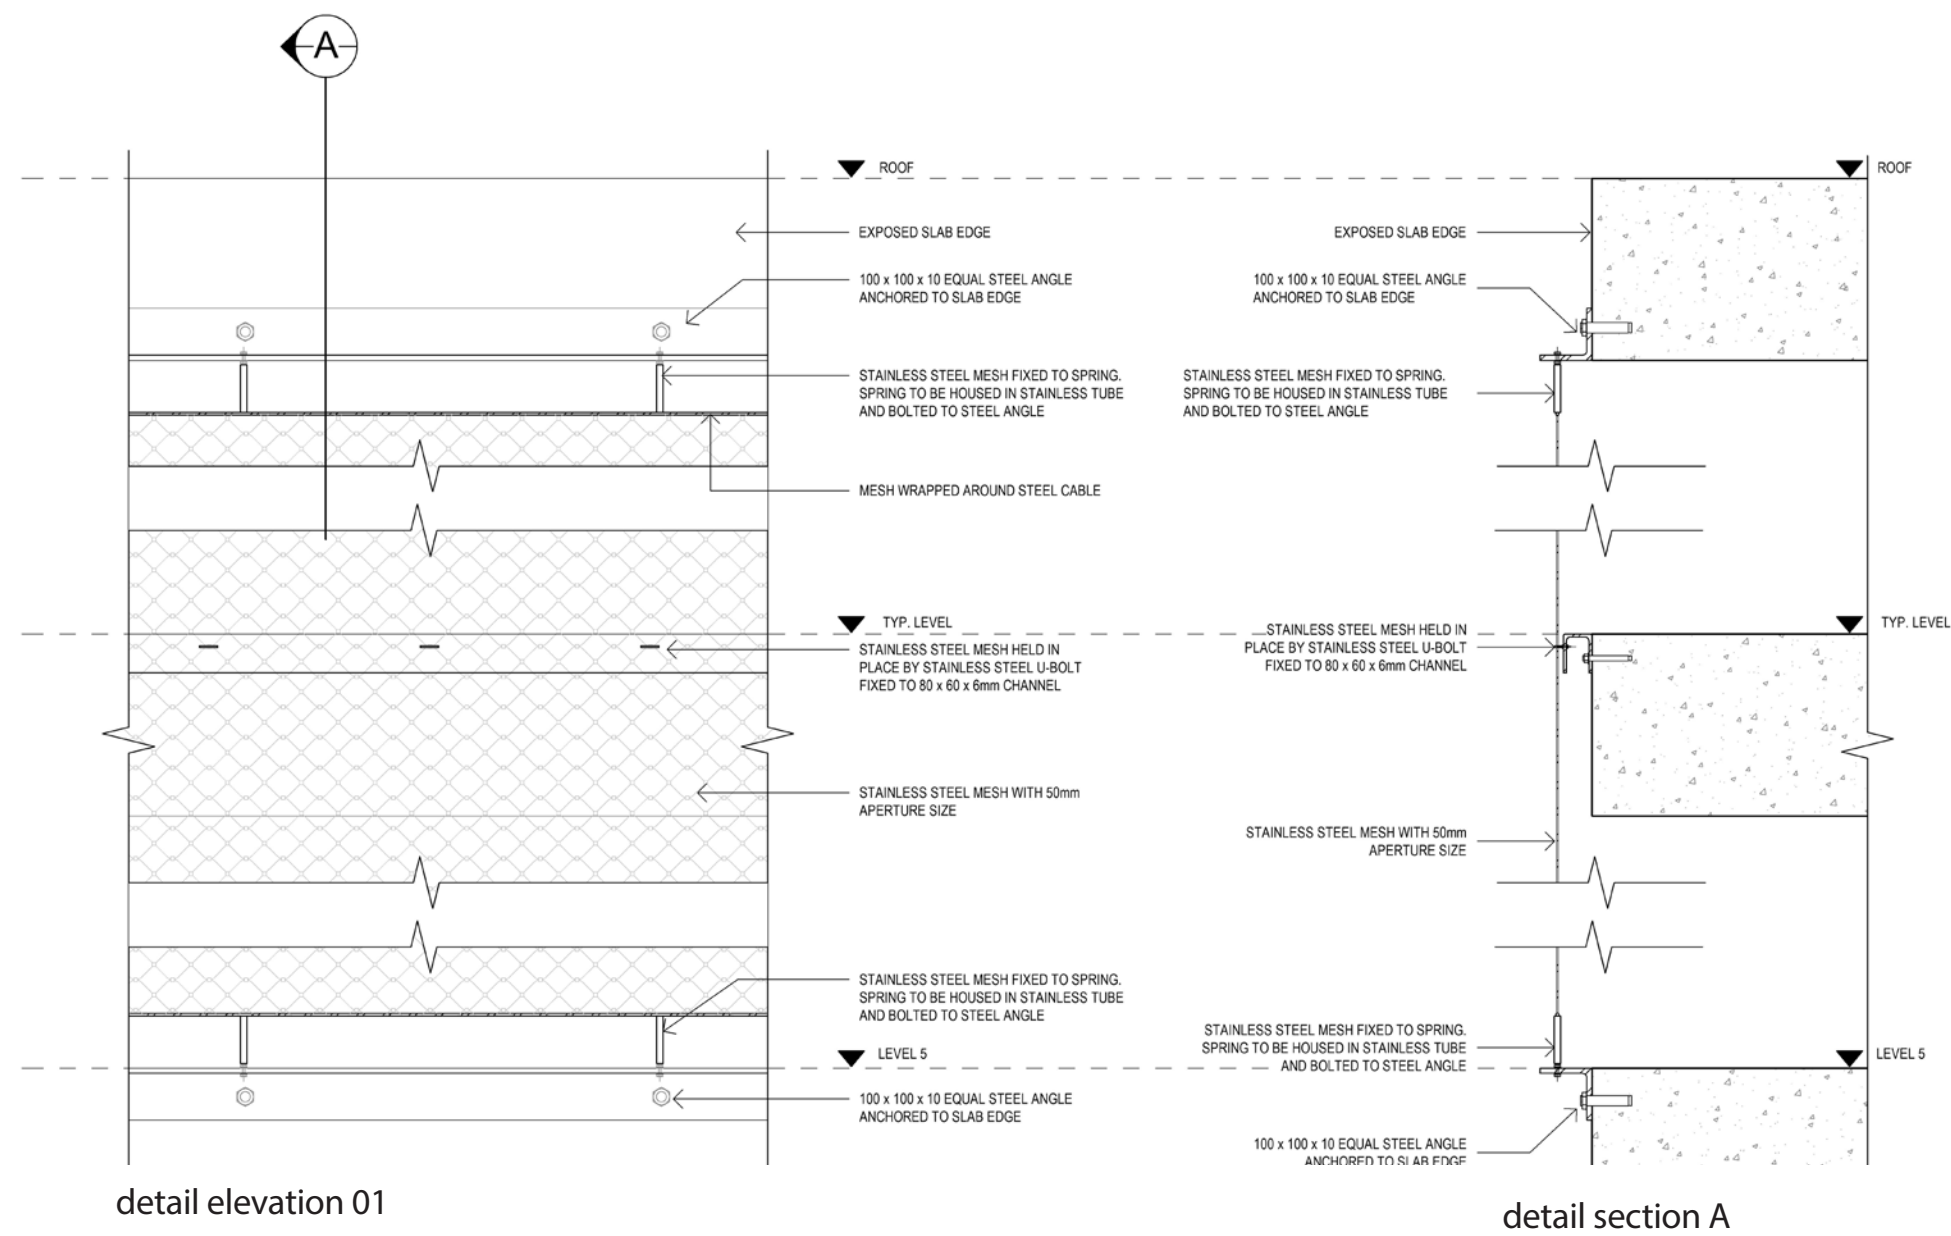 A
ROOF
EXPOSED SLAB EDGE
100 x 100 x 10 EQUAL STEEL ANGLE
ANCHORED TO SLAB EDGE
STAINLESS STEEL MESH FIXED TO SPRING.
SPRING TO BE HOUSED IN STAINLESS TUBE
AND BOLTED TO STEEL ANGLE
MESH WRAPPED AROUND STEEL CABLE
TYP. LEVEL
STAINLESS STEEL MESH HELD IN
PLACE BY STAINLESS STEEL U-BOLT
FIXED TO 80 x 60 x 6mm CHANNEL
STAINLESS STEEL MESH WITH 50mm
APERTURE SIZE
STAINLESS STEEL MESH FIXED TO SPRING.
SPRING TO BE HOUSED IN STAINLESS TUBE
AND BOLTED TO STEEL ANGLE
LEVEL 5
100 x 100 x 10 EQUAL STEEL ANGLE
ANCHORED TO SLAB EDGE
detail elevation 01
ROOF
EXPOSED SLAB EDGE
100 x 100 x 10 EQUAL STEEL ANGLE
ANCHORED TO SLAB EDGE
STAINLESS STEEL MESH FIXED TO SPRING.
SPRING TO BE HOUSED IN STAINLESS TUBE
AND BOLTED TO STEEL ANGLE
TYP. LEVEL
STAINLESS STEEL MESH HELD IN
PLACE BY STAINLESS STEEL U-BOLT
FIXED TO 80 x 60 x 6mm CHANNEL
STAINLESS STEEL MESH WITH 50mm
APERTURE SIZE
STAINLESS STEEL MESH FIXED TO SPRING.
SPRING TO BE HOUSED IN STAINLESS TUBE
AND BOLTED TO STEEL ANGLE
LEVEL 5
100 x 100 x 10 EQUAL STEEL ANGLE
ANCHORED TO SLAB EDGE
detail section A